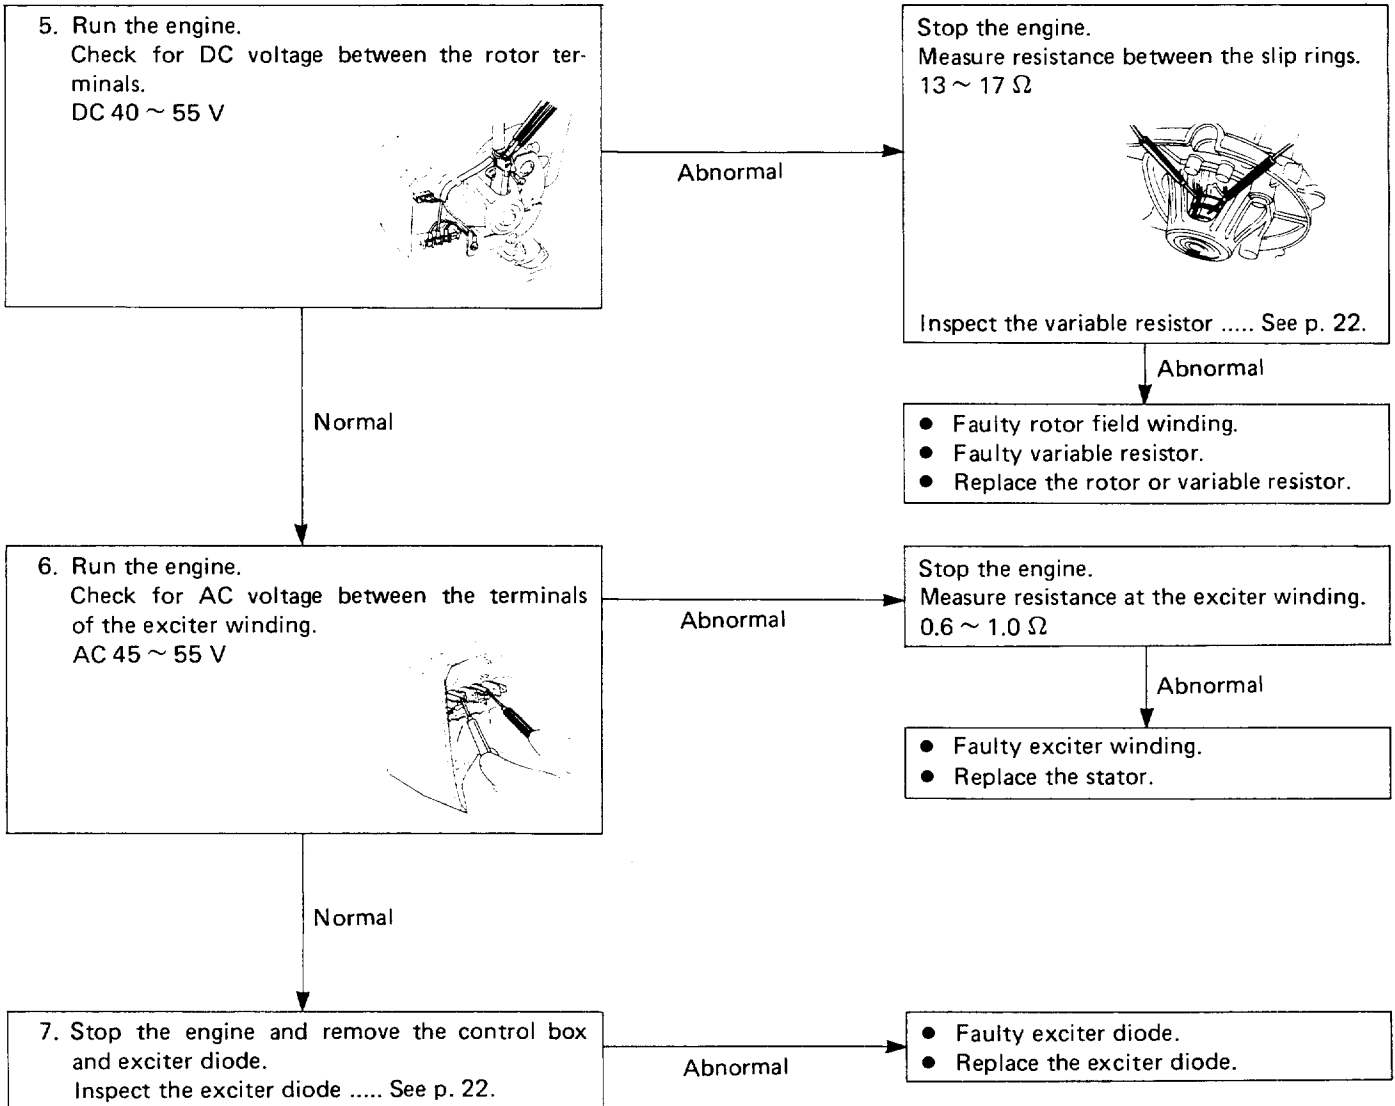 5. Run the engine.
Check for DC voltage between the rotor ter-
minals.
DC 40 ~ 55 V
Abnormal
Stop the engine.
Measure resistance between the slip rings.
13 ~ 17 Ω
Inspect the variable resistor ..... See p. 22.
Abnormal
● Faulty rotor field winding.
● Faulty variable resistor.
● Replace the rotor or variable resistor.
Normal
6. Run the engine.
Check for AC voltage between the terminals
of the exciter winding.
AC 45 ~ 55 V
Abnormal
Stop the engine.
Measure resistance at the exciter winding.
0.6 ~ 1.0 Ω
Abnormal
● Faulty exciter winding.
● Replace the stator.
Normal
7. Stop the engine and remove the control box
and exciter diode.
Inspect the exciter diode ..... See p. 22.
Abnormal
● Faulty exciter diode.
● Replace the exciter diode.